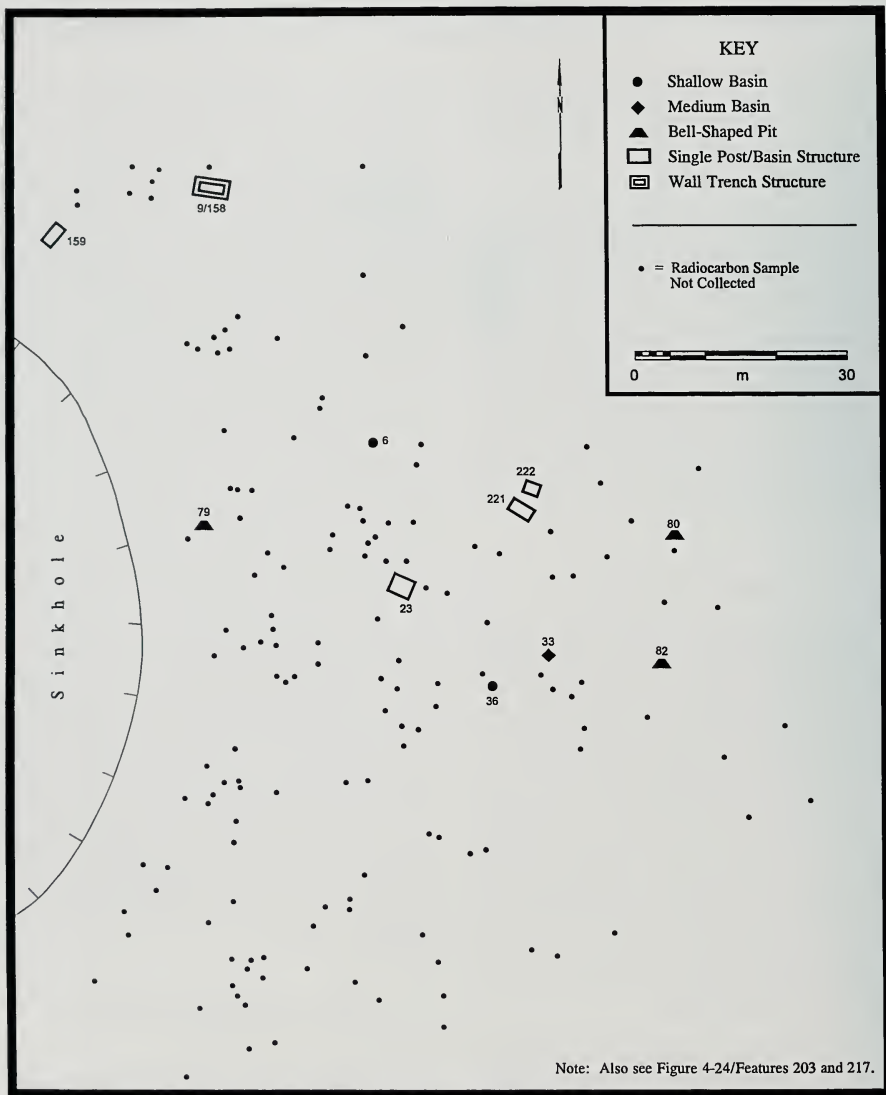 KEY
Shallow Basin
Medium Basin
Bell-Shaped Pit
Single Post/Basin Structure
Wall Trench Structure
= Radiocarbon Sample
Not Collected
0 m 30
N
9/158
159
6
222
221
79
80
23
33
82
36
Sinkhole
Note: Also see Figure 4-24/Features 203 and 217.